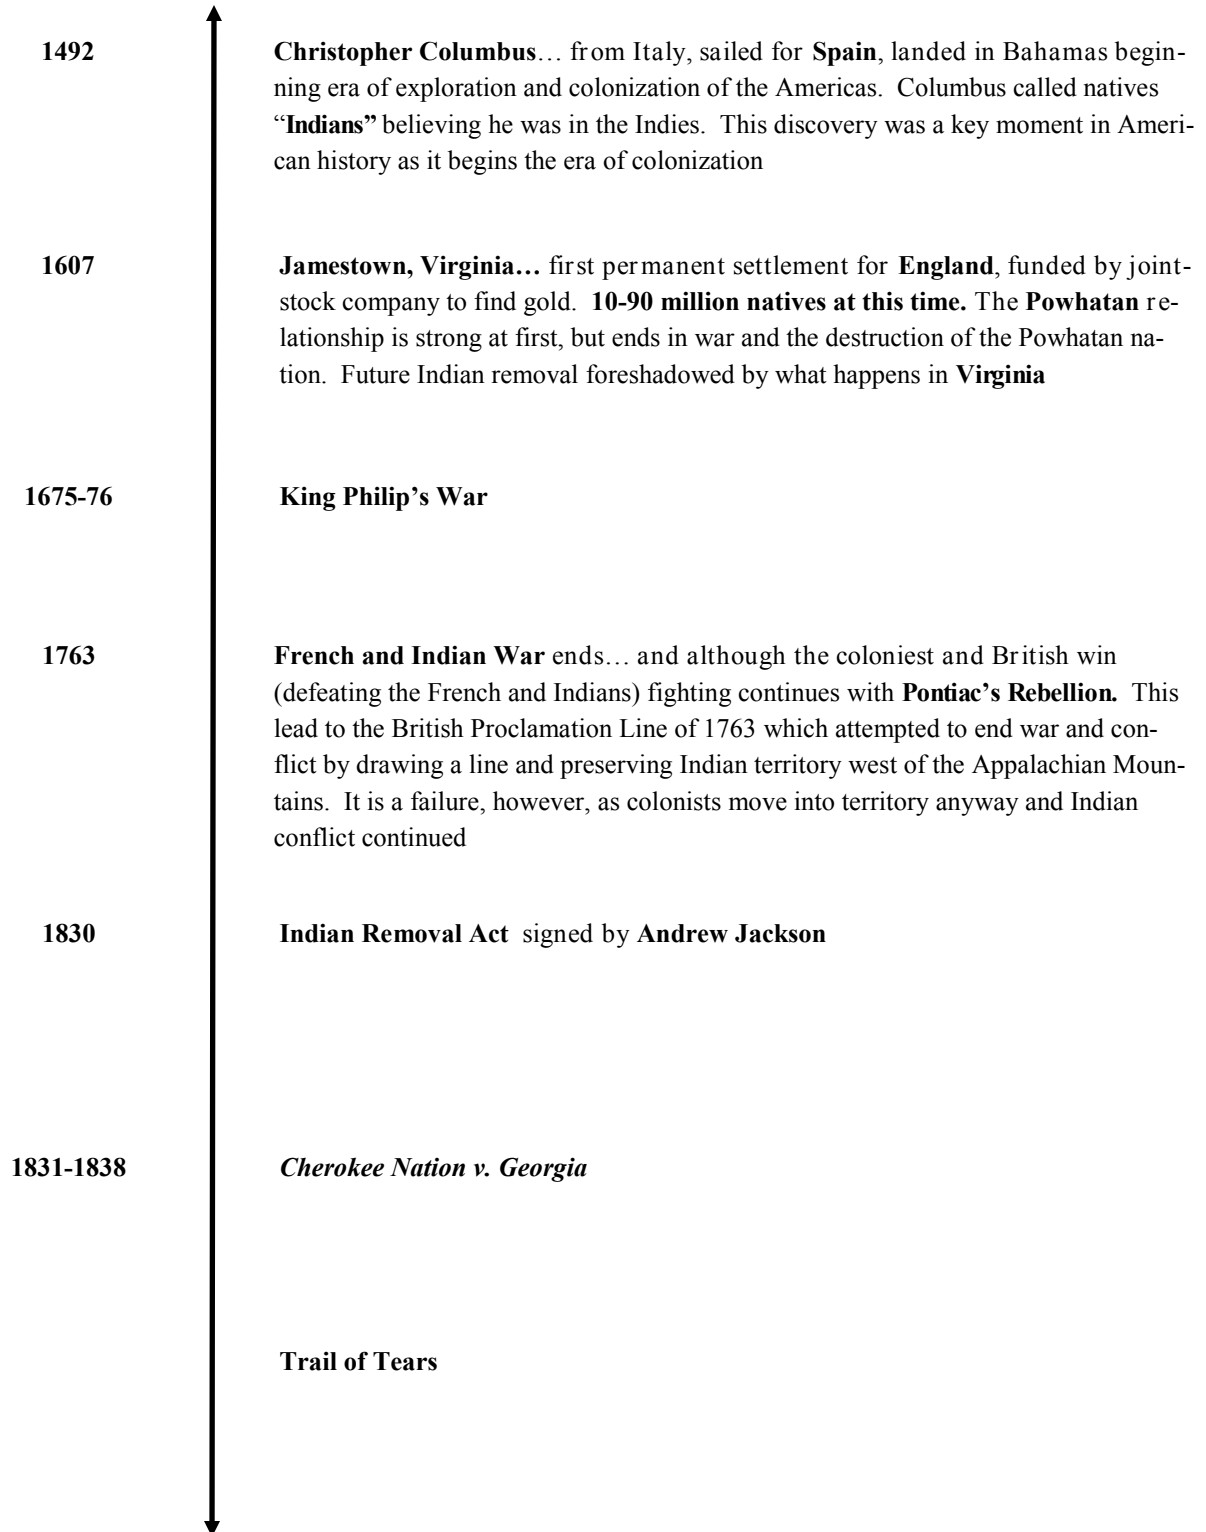 1492 Christopher Columbus… from Italy, sailed for Spain, landed in Bahamas begin-
ning era of exploration and colonization of the Americas.  Columbus called natives
“Indians” believing he was in the Indies.  This discovery was a key moment in Ameri-
can history as it begins the era of colonization
1607 Jamestown, Virginia… first permanent settlement for England, funded by joint-
stock company to find gold.  10-90 million natives at this time. The Powhatan re-
lationship is strong at first, but ends in war and the destruction of the Powhatan na-
tion.  Future Indian removal foreshadowed by what happens in Virginia
1675-76 King Philip’s War
1763 French and Indian War ends… and although the coloniest and British win
(defeating the French and Indians) fighting continues with Pontiac’s Rebellion.  This
lead to the British Proclamation Line of 1763 which attempted to end war and con-
flict by drawing a line and preserving Indian territory west of the Appalachian Moun-
tains.  It is a failure, however, as colonists move into territory anyway and Indian
conflict continued
1830 Indian Removal Act  signed by Andrew Jackson
1831-1838 Cherokee Nation v. Georgia
Trail of Tears